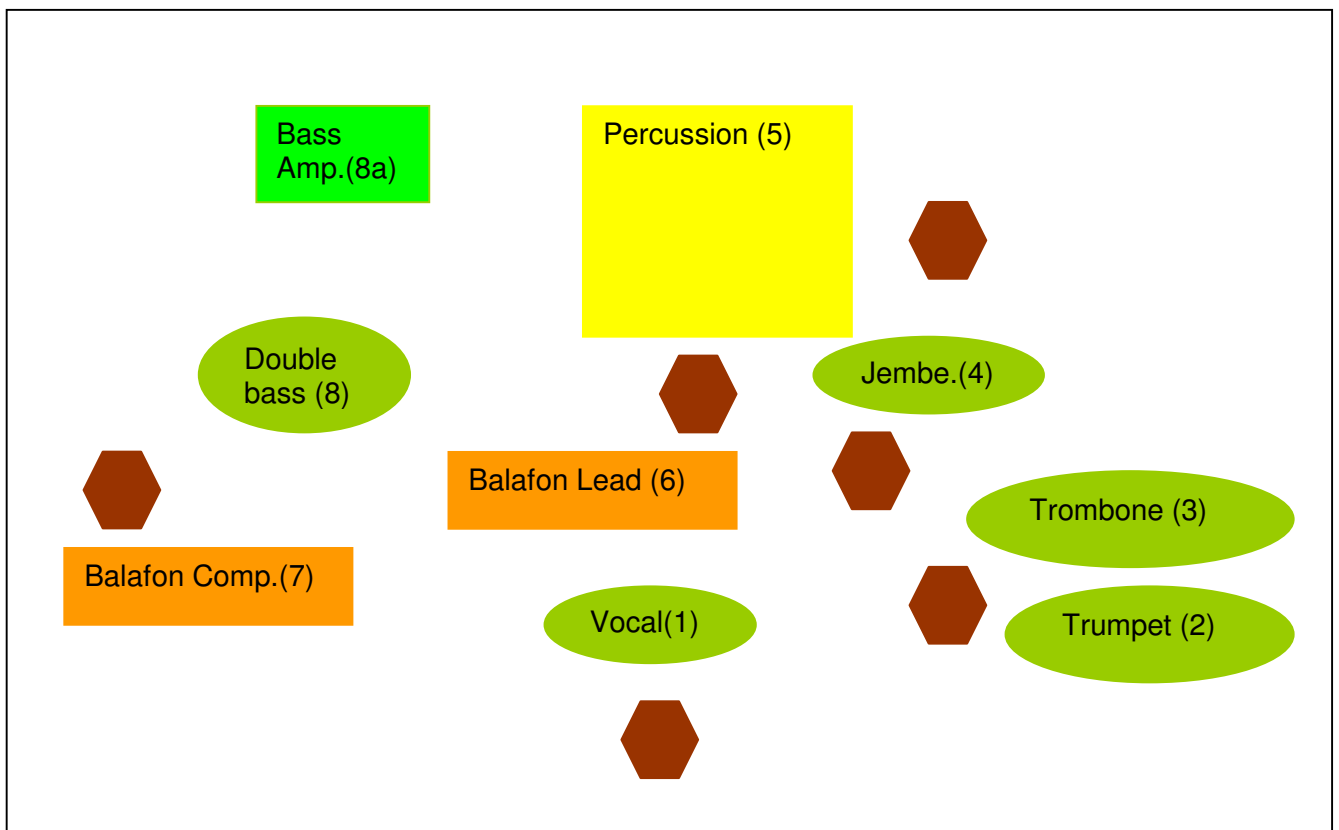 Bass
Amp.(8a)
Percussion (5)
Double
bass (8)
Jembe.(4)
Balafon Lead (6)
Trombone (3)
Balafon Comp.(7)
Vocal(1)
Trumpet (2)